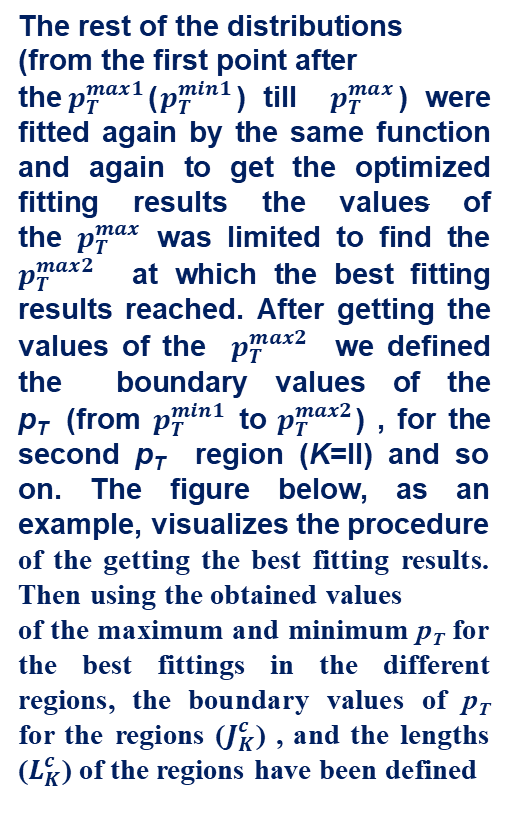 The rest of the distributions
(from the first point after
the $p_T^{max1}$ ($p_T^{min1}$) till $p_T^{max}$) were
fitted again by the same function
and again to get the optimized
fitting results the values of
the $p_T^{max}$ was limited to find the
$p_T^{max2}$ at which the best fitting
results reached. After getting the
values of the $p_T^{max2}$ we defined
the boundary values of the
$p_T$ (from $p_T^{min1}$ to $p_T^{max2}$) , for the
second $p_T$ region (K=II) and so
on. The figure below, as an
example, visualizes the procedure
of the getting the best fitting results.
Then using the obtained values
of the maximum and minimum $p_T$ for
the best fittings in the different
regions, the boundary values of $p_T$
for the regions ($J_K^c$) , and the lengths
($L_K^c$) of the regions have been defined